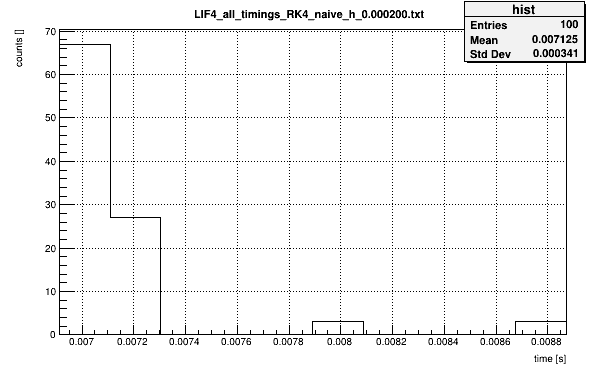 LIF4_all_timings_RK4_naive_h_0.000200.txt
hist
Entries 100
Mean 0.007125
Std Dev 0.000341
counts []
70
60
50
40
30
20
10
0
0.007 0.0072 0.0074 0.0076 0.0078 0.008 0.0082 0.0084 0.0086 0.0088
time [s]